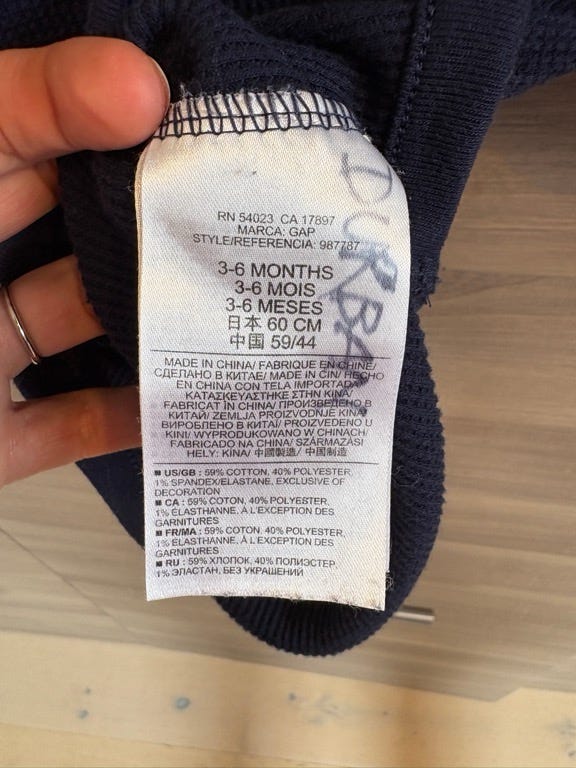 RN 54023 CA 17897
MARCA: GAP
STYLE/REFERENCIA: 987787
3-6 MONTHS
3-6 MOIS
3-6 MESES
日本 60 CM
中国 59/44
MADE IN CHINA/ FABRIQUE EN CHINE/
СДЕЛАНО В КИТАЕ/ MADE IN ČIN/ HECHO
EN CHINA CON TELA IMPORTADA
ΚΑΤΑΣΚΕΥΑΣΤΗΚΕ ΣΤΗΝ ΚΙΝΑ
FABRICAT ÎN CHINA/ ПРОИЗВЕДЕНО В
КИТАЙ/ ZEMLJA PROIZVODNJE KINA/
ВИРОБЛЕНО В КИТАЇ/ PROIZVEDENO U
KINI/ WYPRODUKOWANO W CHINACH/
FABRICADO NA CHINA/ SZÁRMAZÁSI
HELY: KÍNA/ 中國製造/ 中国制造
■ US/GB : 59% COTTON, 40% POLYESTER,
1% SPANDEX/ELASTANE, EXCLUSIVE OF
DECORATION
■ CA : 59% COTON, 40% POLYESTER,
1% ÉLASTHANNE, À L'EXCEPTION DES
GARNITURES
■ FR/MA : 59% COTON, 40% POLYESTER,
1% ÉLASTHANNE, À L'EXCEPTION DES
GARNITURES
■ RU : 59% ХЛОПОК, 40% ПОЛИЭСТЕР,
1% ЭЛАСТАН, БЕЗ УКРАШЕНИЙ